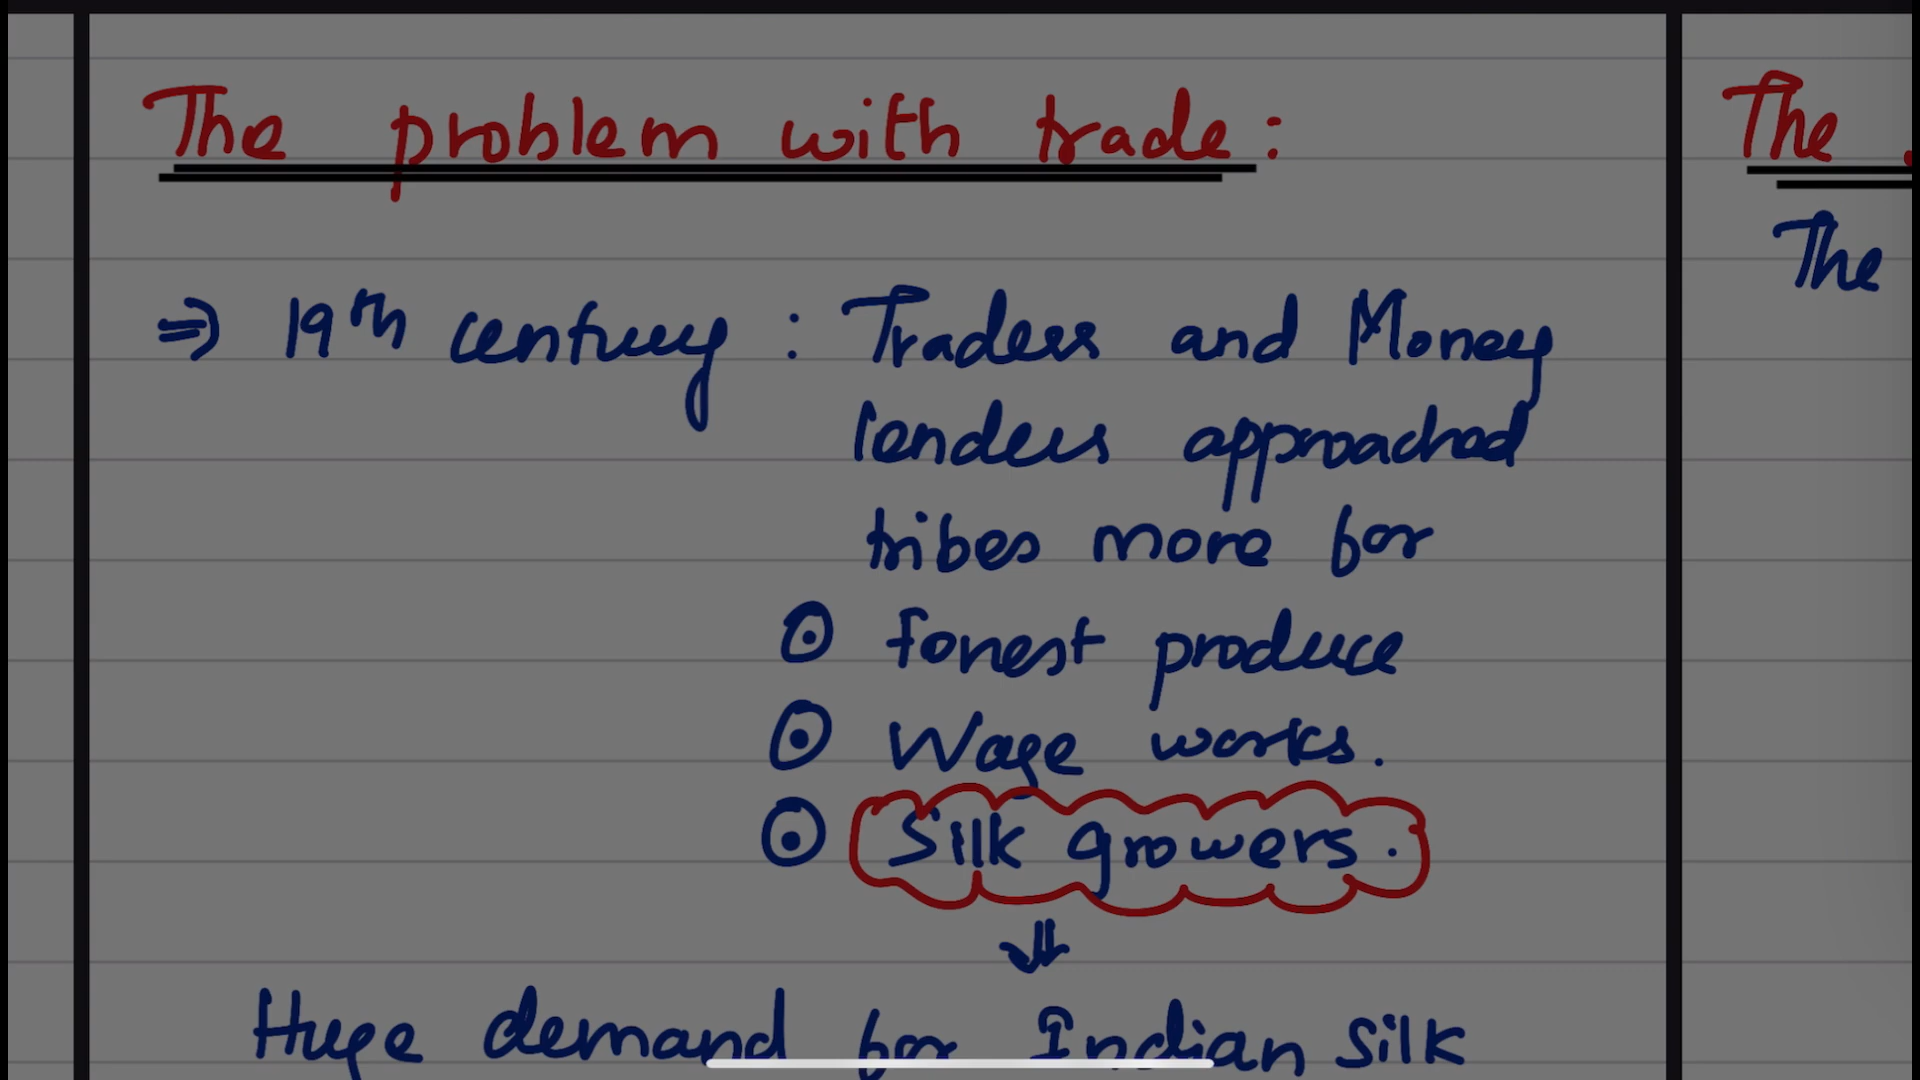 The problem with trade:
⇒ 19th century : Traders and Money
lenders approached
tribes more for
⊙ forest produce
⊙ Wage works.
⊙ Silk growers.
⇓
Huge demand for Indian silk
The
The